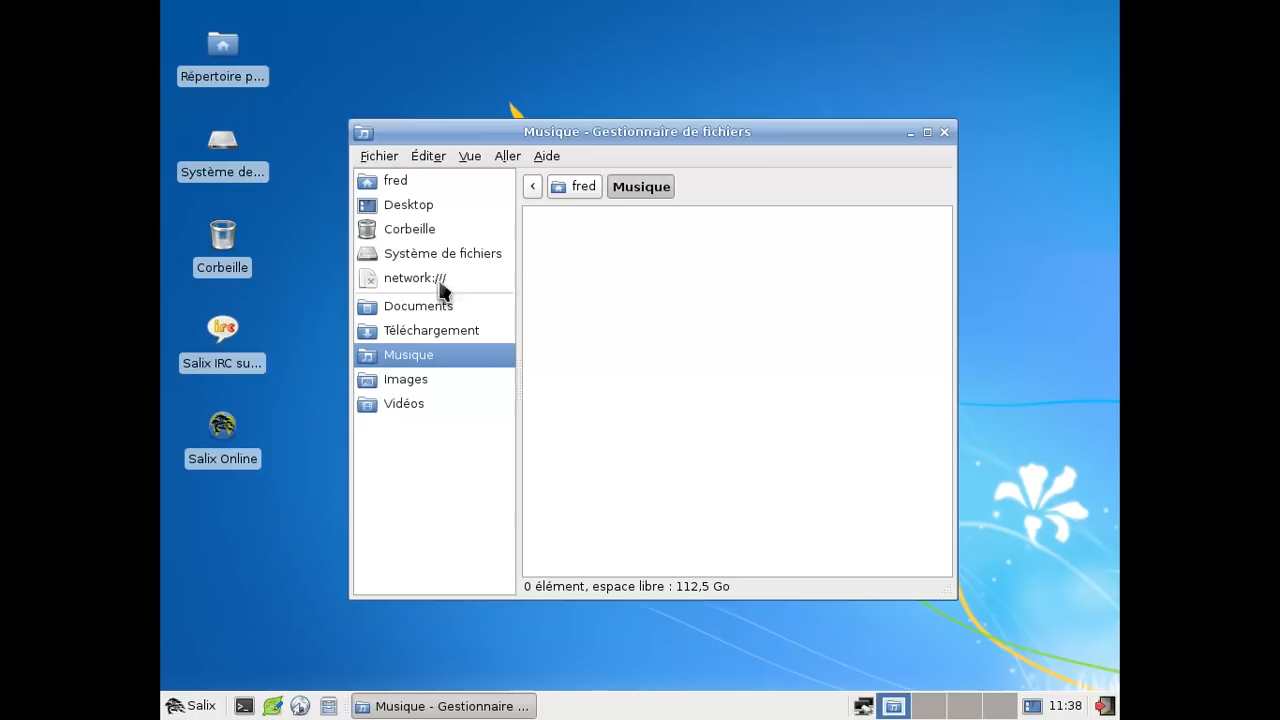 Répertoire p...
Système de...
Corbeille
Salix IRC su...
Salix Online
Musique - Gestionnaire de fichiers
Fichier Éditer Vue Aller Aide
fred
Desktop
Corbeille
Système de fichiers
network:///
Documents
Téléchargement
Musique
Images
Vidéos
fred Musique
0 élément, espace libre : 112,5 Go
Salix
Musique - Gestionnaire ...
11:38